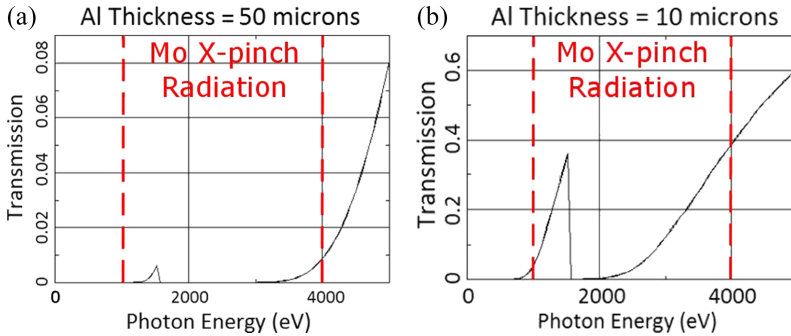 (a)
Al Thickness = 50 microns
Mo X-pinch
Radiation
Transmission
0.08
0.06
0.04
0.02
0
0
2000
4000
Photon Energy (eV)
(b)
Al Thickness = 10 microns
Mo X-pinch
Radiation
Transmission
0.6
0.4
0.2
0
0
2000
4000
Photon Energy (eV)